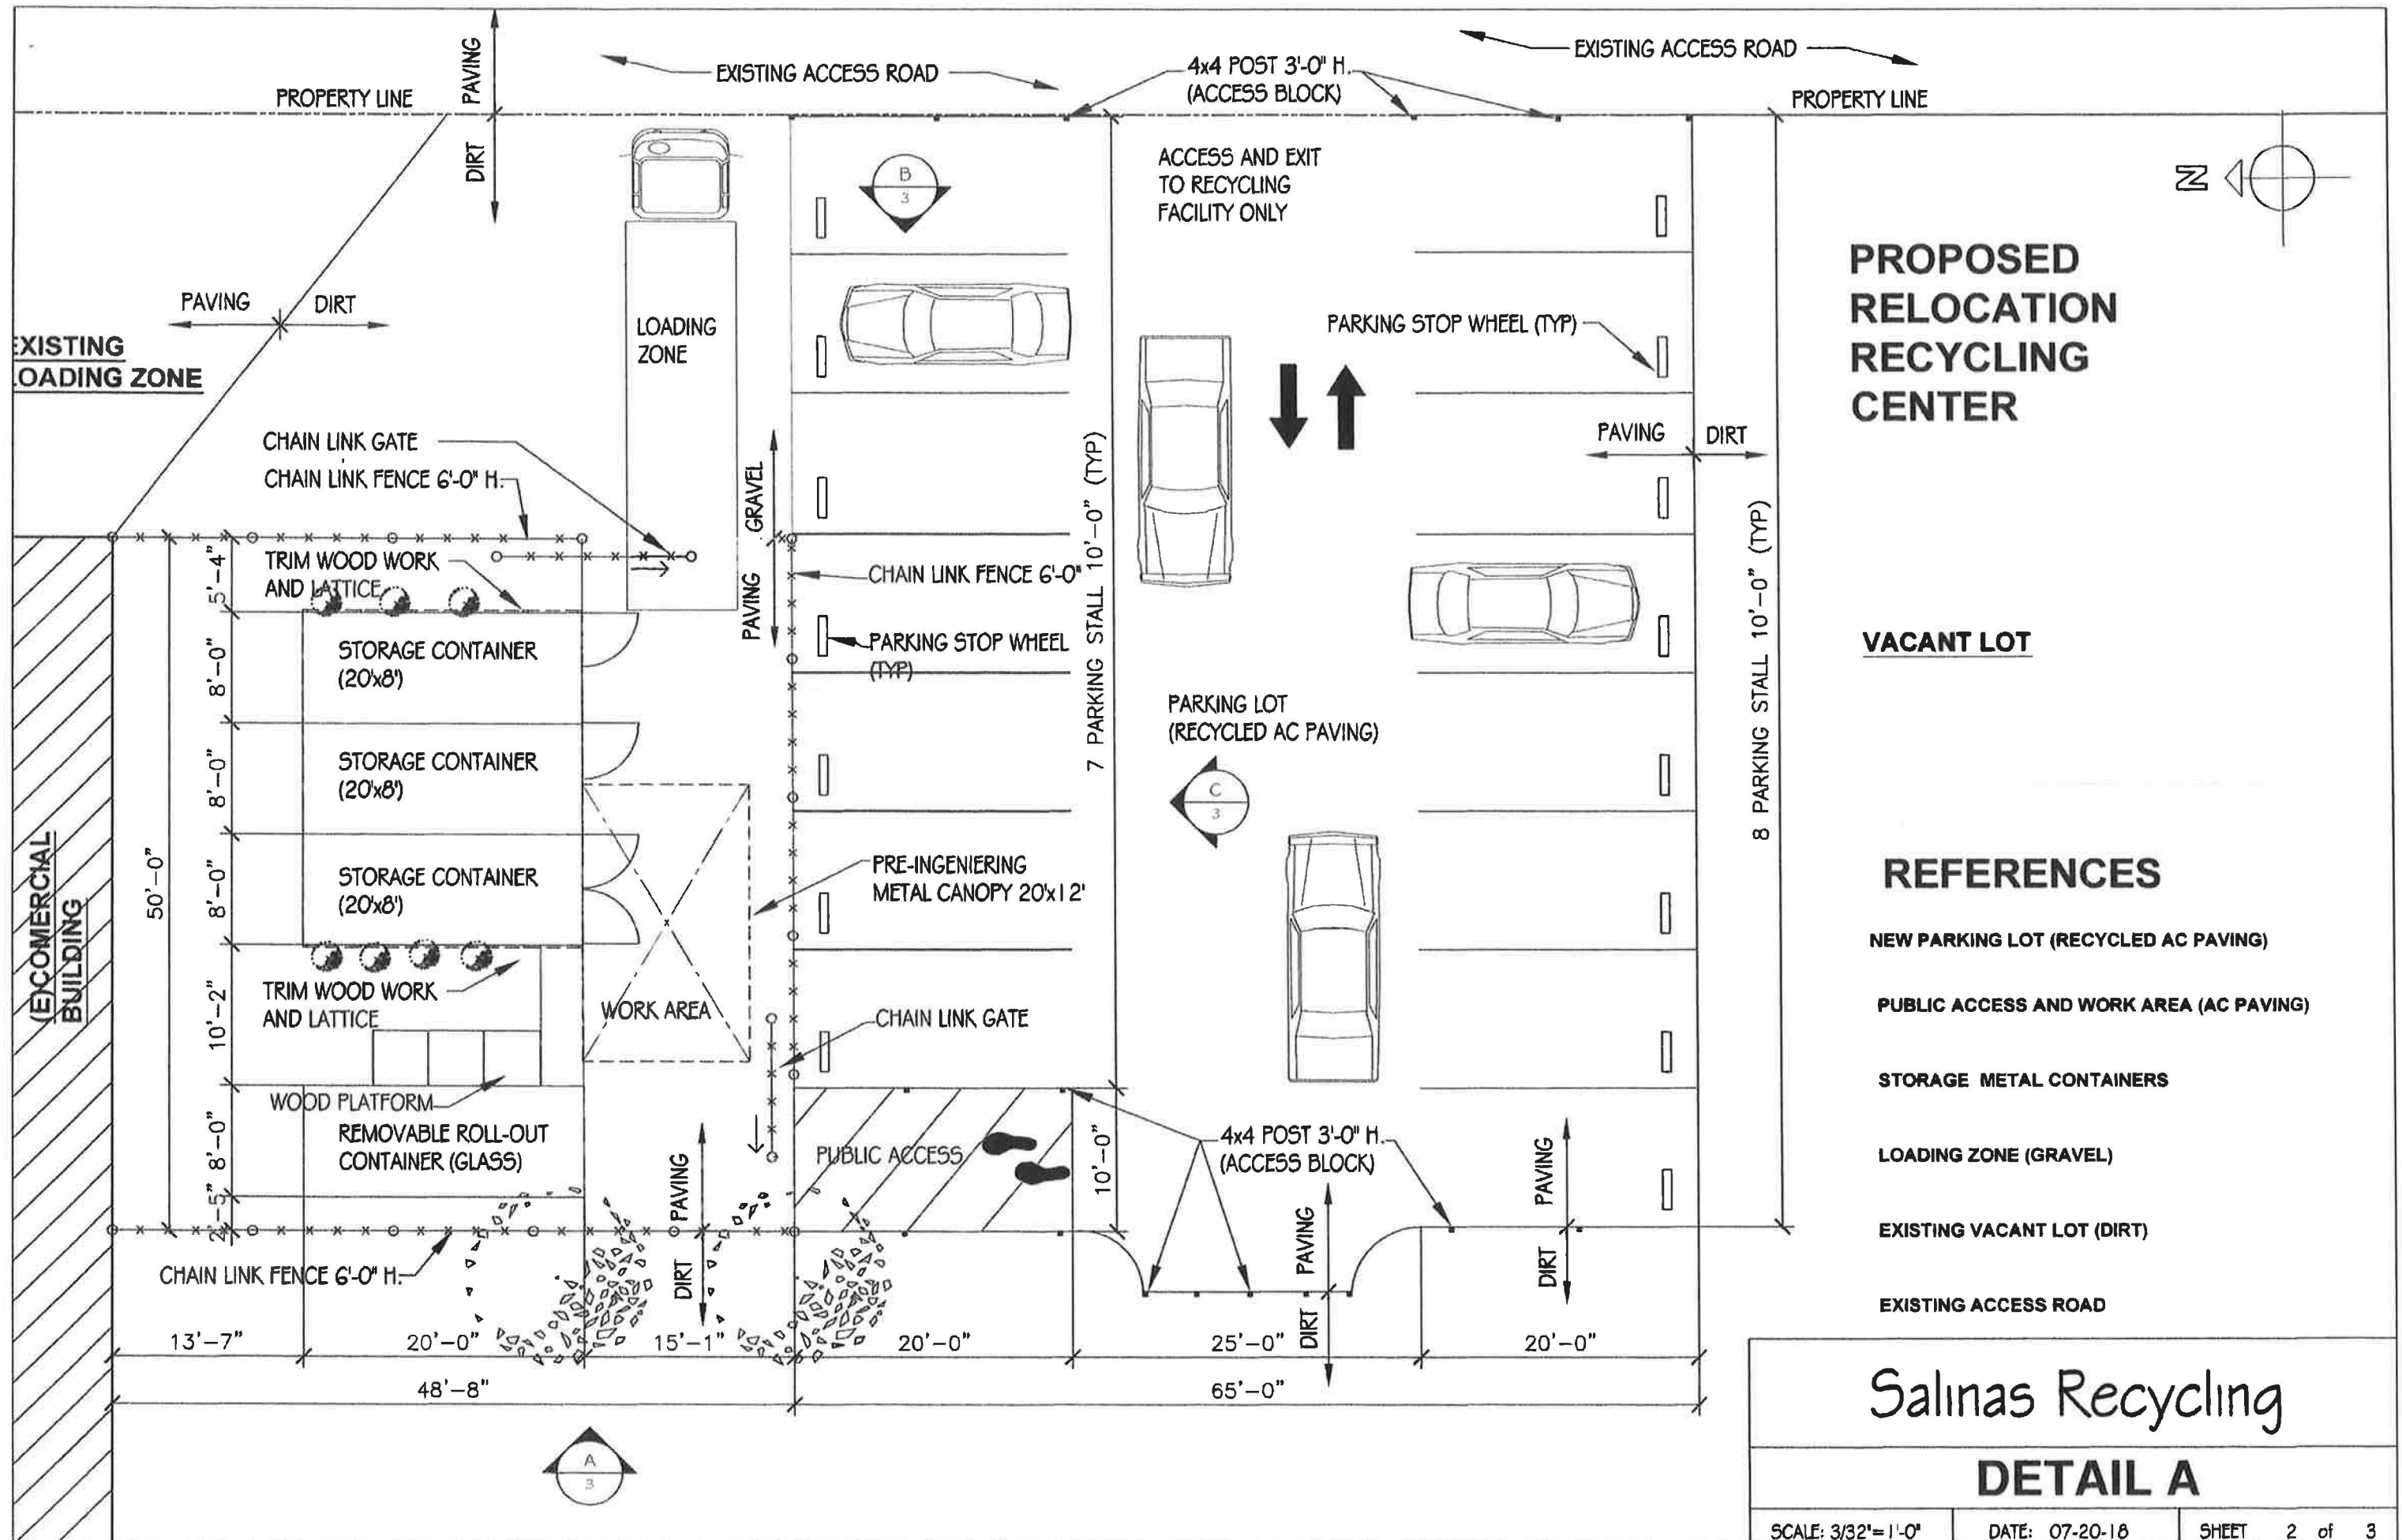 PAVING
EXISTING ACCESS ROAD
4x4 POST 3'-0" H.
(ACCESS BLOCK)
EXISTING ACCESS ROAD
PROPERTY LINE
PROPERTY LINE
DIRT
B
3
ACCESS AND EXIT
TO RECYCLING
FACILITY ONLY
N
PROPOSED
RELOCATION
RECYCLING
CENTER
PAVING
DIRT
XISTING
OADING ZONE
LOADING
ZONE
PARKING STOP WHEEL (TYP)
CHAIN LINK GATE
CHAIN LINK FENCE 6'-0" H.
GRAVEL
PAVING
7 PARKING STALL 10'-0" (TYP)
PAVING
DIRT
8 PARKING STALL 10'-0" (TYP)
TRIM WOOD WORK
AND LATTICE
CHAIN LINK FENCE 6'-0"
5'-4"
STORAGE CONTAINER
(20'x8')
8'-0"
PARKING STOP WHEEL
(TYP)
VACANT LOT
PARKING LOT
(RECYCLED AC PAVING)
STORAGE CONTAINER
(20'x8')
8'-0"
C
3
STORAGE CONTAINER
(20'x8')
8'-0"
50'-0"
(E)COMERCIAL
BUILDING
PRE-INGENIERING
METAL CANOPY 20'x12'
TRIM WOOD WORK
AND LATTICE
10'-2"
WORK AREA
CHAIN LINK GATE
WOOD PLATFORM
REMOVABLE ROLL-OUT
CONTAINER (GLASS)
8'-0"
2'-5"
PUBLIC ACCESS
10'-0"
4x4 POST 3'-0" H.
(ACCESS BLOCK)
PAVING
DIRT
PAVING
DIRT
PAVING
DIRT
CHAIN LINK FENCE 6'-0" H.
13'-7"
20'-0"
15'-1"
20'-0"
25'-0"
20'-0"
48'-8"
65'-0"
A
3
REFERENCES
NEW PARKING LOT (RECYCLED AC PAVING)
PUBLIC ACCESS AND WORK AREA (AC PAVING)
STORAGE METAL CONTAINERS
LOADING ZONE (GRAVEL)
EXISTING VACANT LOT (DIRT)
EXISTING ACCESS ROAD
Salinas Recycling
DETAIL A
SCALE: 3/32"=1'-0"
DATE: 07-20-18
SHEET 2 of 3